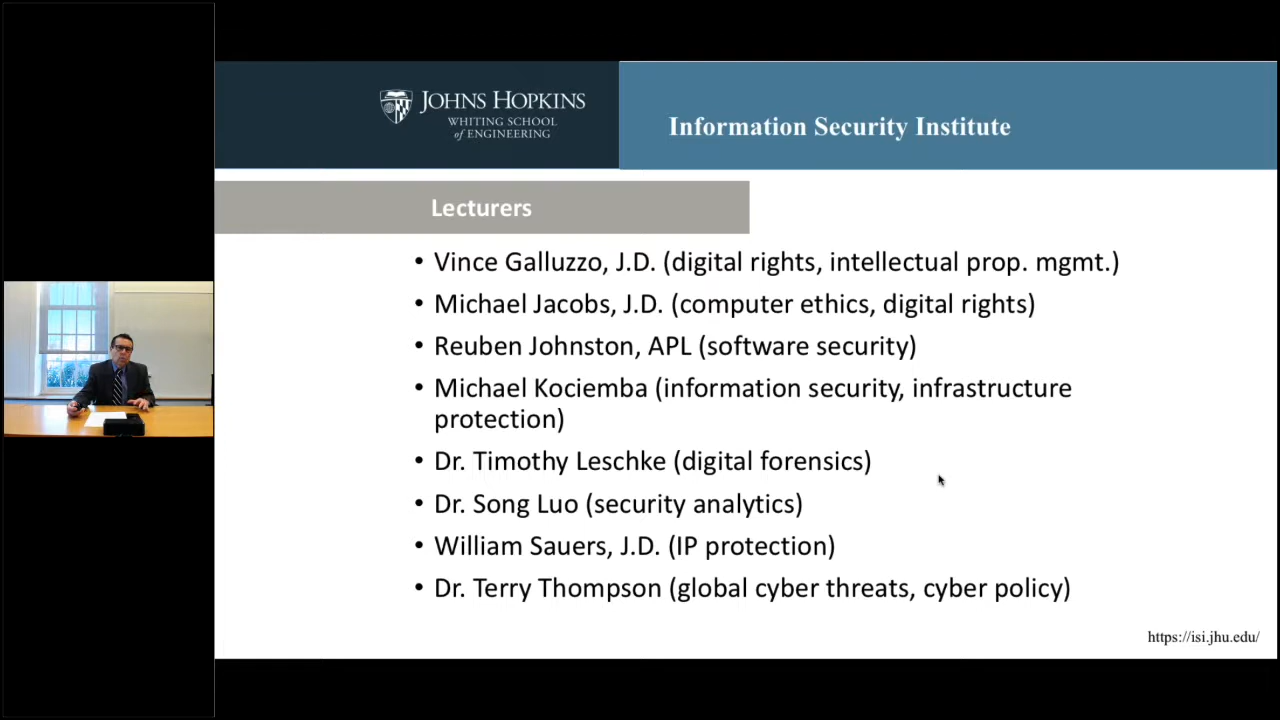 JOHNS HOPKINS
WHITING SCHOOL
of ENGINEERING
Information Security Institute
Lecturers
• Vince Galluzzo, J.D. (digital rights, intellectual prop. mgmt.)
• Michael Jacobs, J.D. (computer ethics, digital rights)
• Reuben Johnston, APL (software security)
• Michael Kociemba (information security, infrastructure
protection)
• Dr. Timothy Leschke (digital forensics)
• Dr. Song Luo (security analytics)
• William Sauers, J.D. (IP protection)
• Dr. Terry Thompson (global cyber threats, cyber policy)
https://isi.jhu.edu/